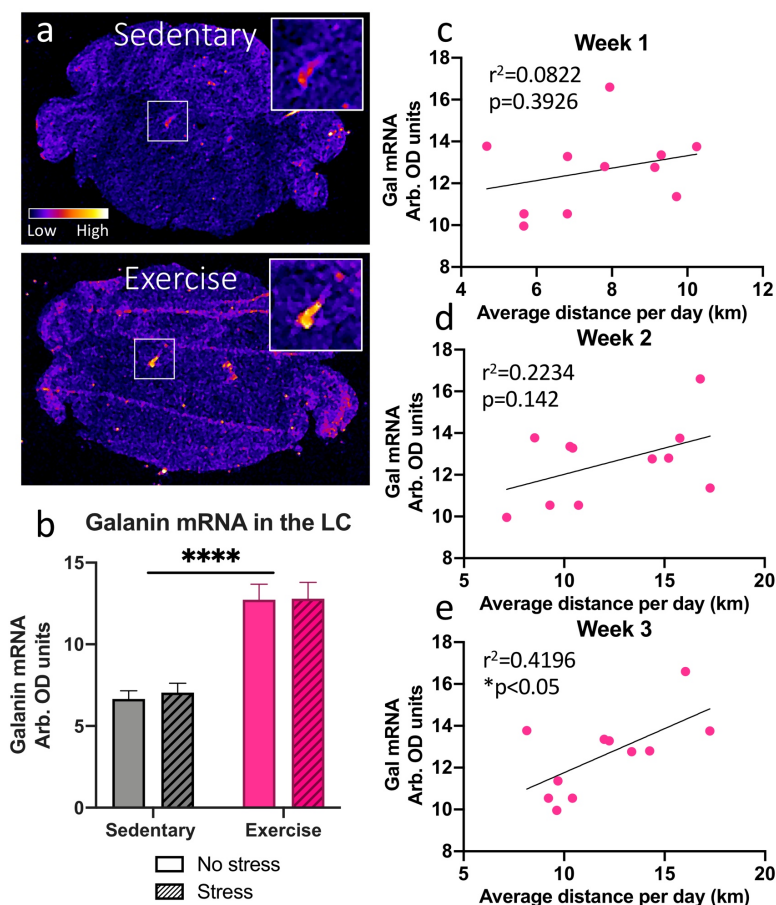 a
Sedentary
Low High
Exercise
b
Galanin mRNA in the LC
****
15
10
5
0
Galanin mRNA
Arb. OD units
Sedentary Exercise
No stress
Stress
c
Week 1
r²=0.0822
p=0.3926
18
16
14
12
10
8
Gal mRNA
Arb. OD units
4 6 8 10 12
Average distance per day (km)
d
Week 2
r²=0.2234
p=0.142
18
16
14
12
10
8
Gal mRNA
Arb. OD units
5 10 15 20
Average distance per day (km)
e
Week 3
r²=0.4196
*p<0.05
18
16
14
12
10
8
Gal mRNA
Arb. OD units
5 10 15 20
Average distance per day (km)